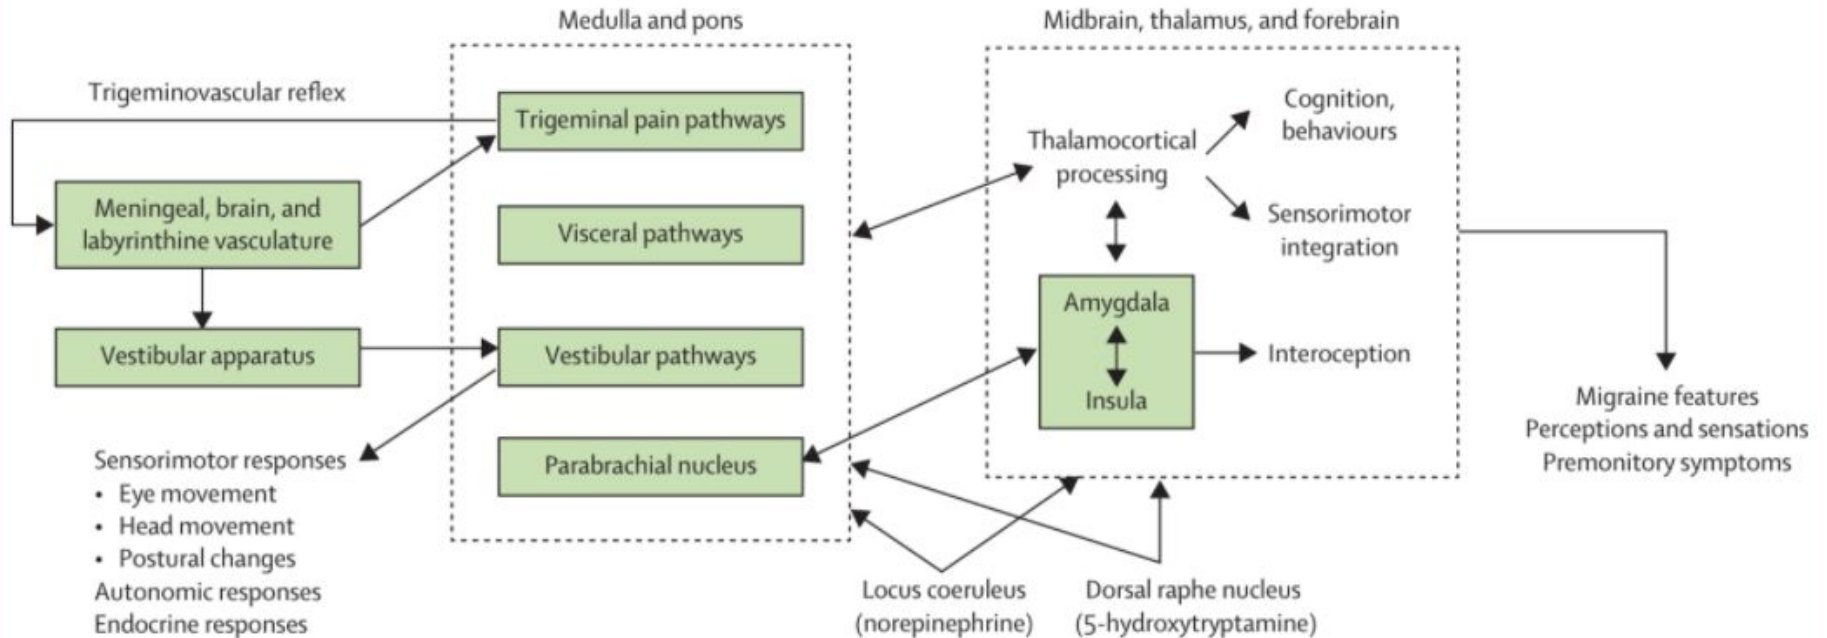 Medulla and pons
Midbrain, thalamus, and forebrain
Trigeminovascular reflex
Trigeminal pain pathways
Meningeal, brain, and
labyrinthine vasculature
Visceral pathways
Vestibular apparatus
Vestibular pathways
Parabrachial nucleus
Sensorimotor responses
• Eye movement
• Head movement
• Postural changes
Autonomic responses
Endocrine responses
Thalamocortical
processing
Cognition,
behaviours
Sensorimotor
integration
Amygdala
Insula
Interoception
Locus coeruleus
(norepinephrine)
Dorsal raphe nucleus
(5-hydroxytryptamine)
Migraine features
Perceptions and sensations
Premonitory symptoms